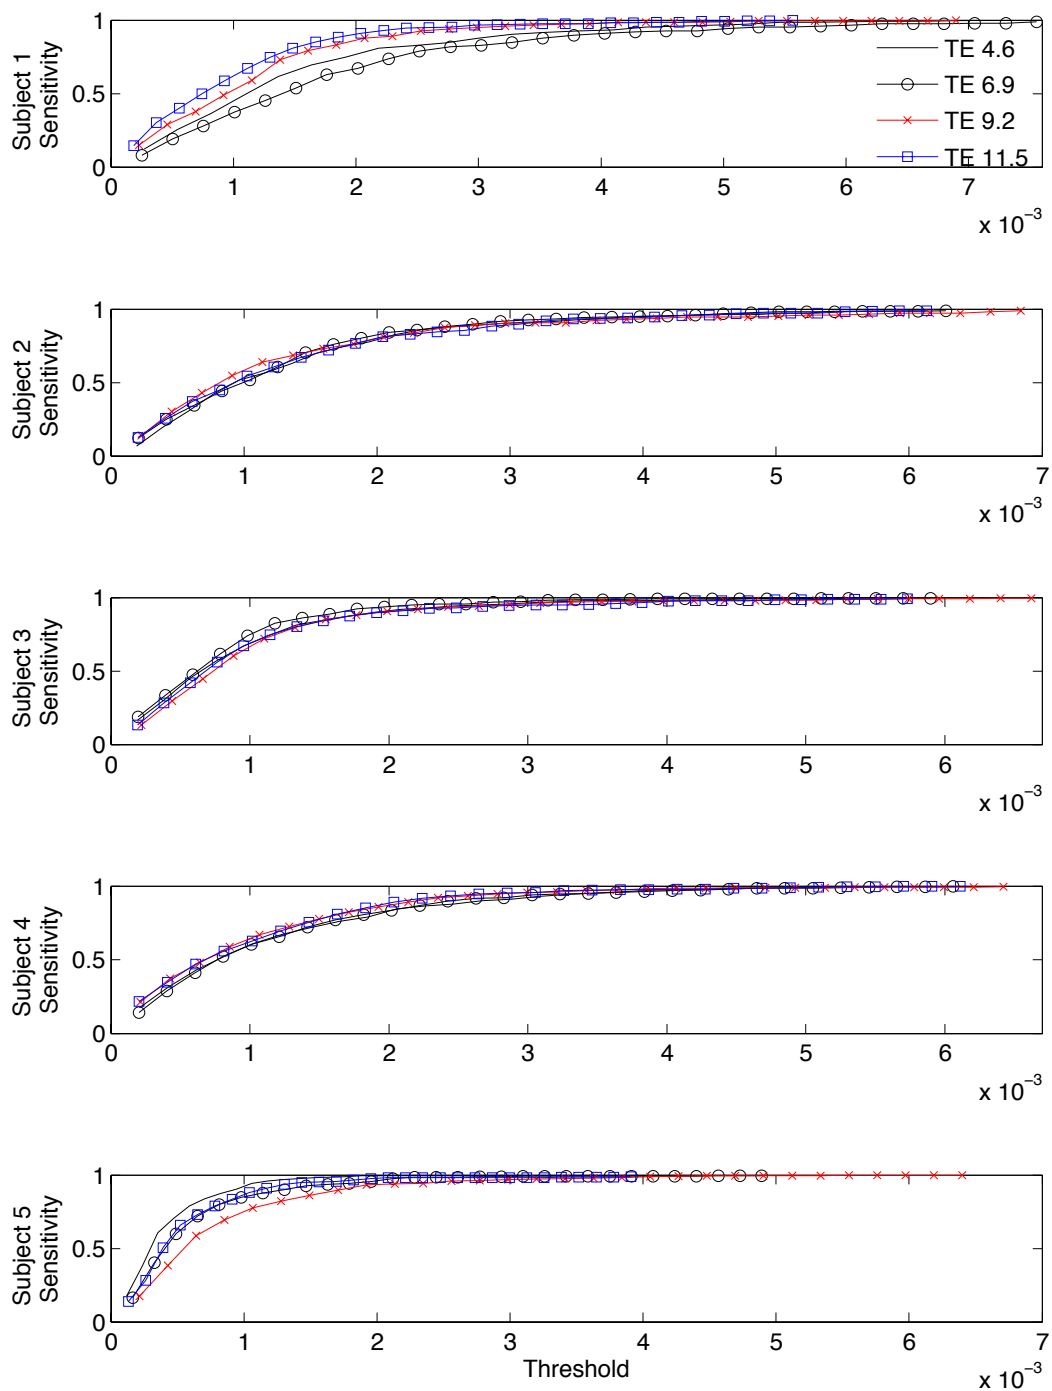 1
0.5
0
Subject 1
Sensitivity
TE 4.6
TE 6.9
TE 9.2
TE 11.5
0 1 2 3 4 5 6 7
x 10⁻³
1
0.5
0
Subject 2
Sensitivity
0 1 2 3 4 5 6 7
x 10⁻³
1
0.5
0
Subject 3
Sensitivity
0 1 2 3 4 5 6
x 10⁻³
1
0.5
0
Subject 4
Sensitivity
0 1 2 3 4 5 6
x 10⁻³
1
0.5
0
Subject 5
Sensitivity
0 1 2 3 4 5 6 7
Threshold
x 10⁻³